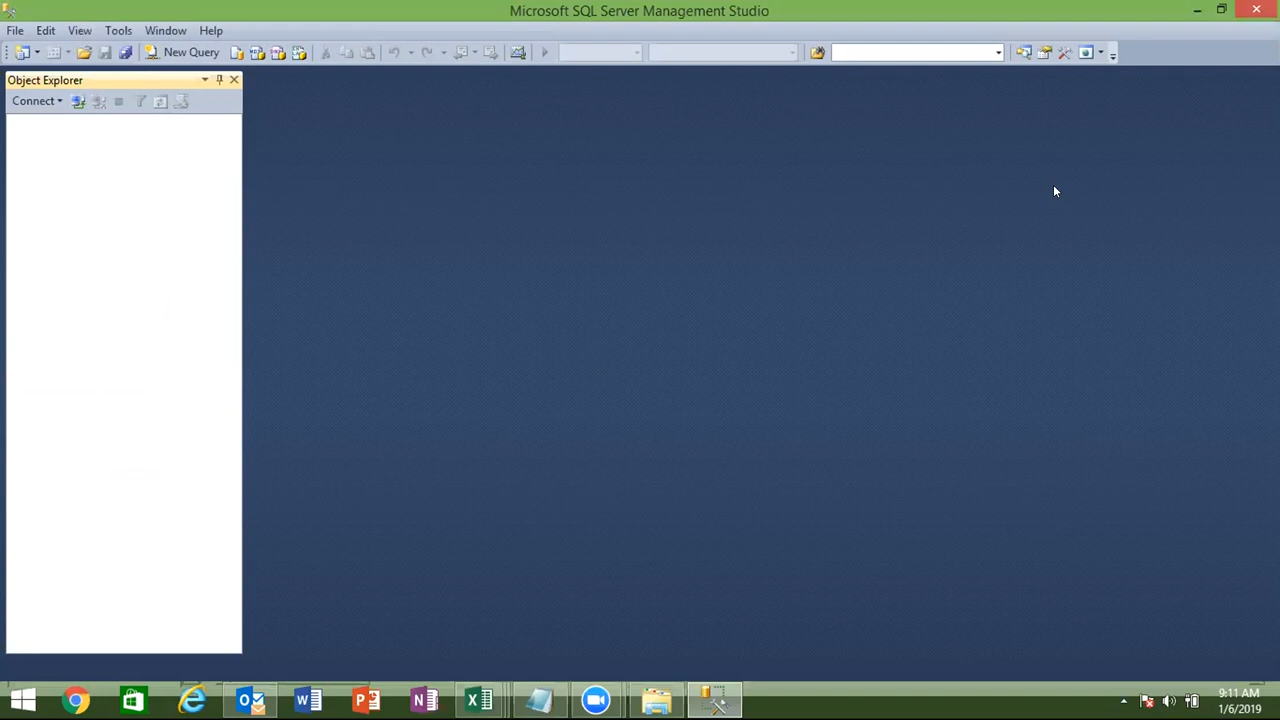 Microsoft SQL Server Management Studio
File Edit View Tools Window Help
New Query
Object Explorer
Connect
9:11 AM
1/6/2019